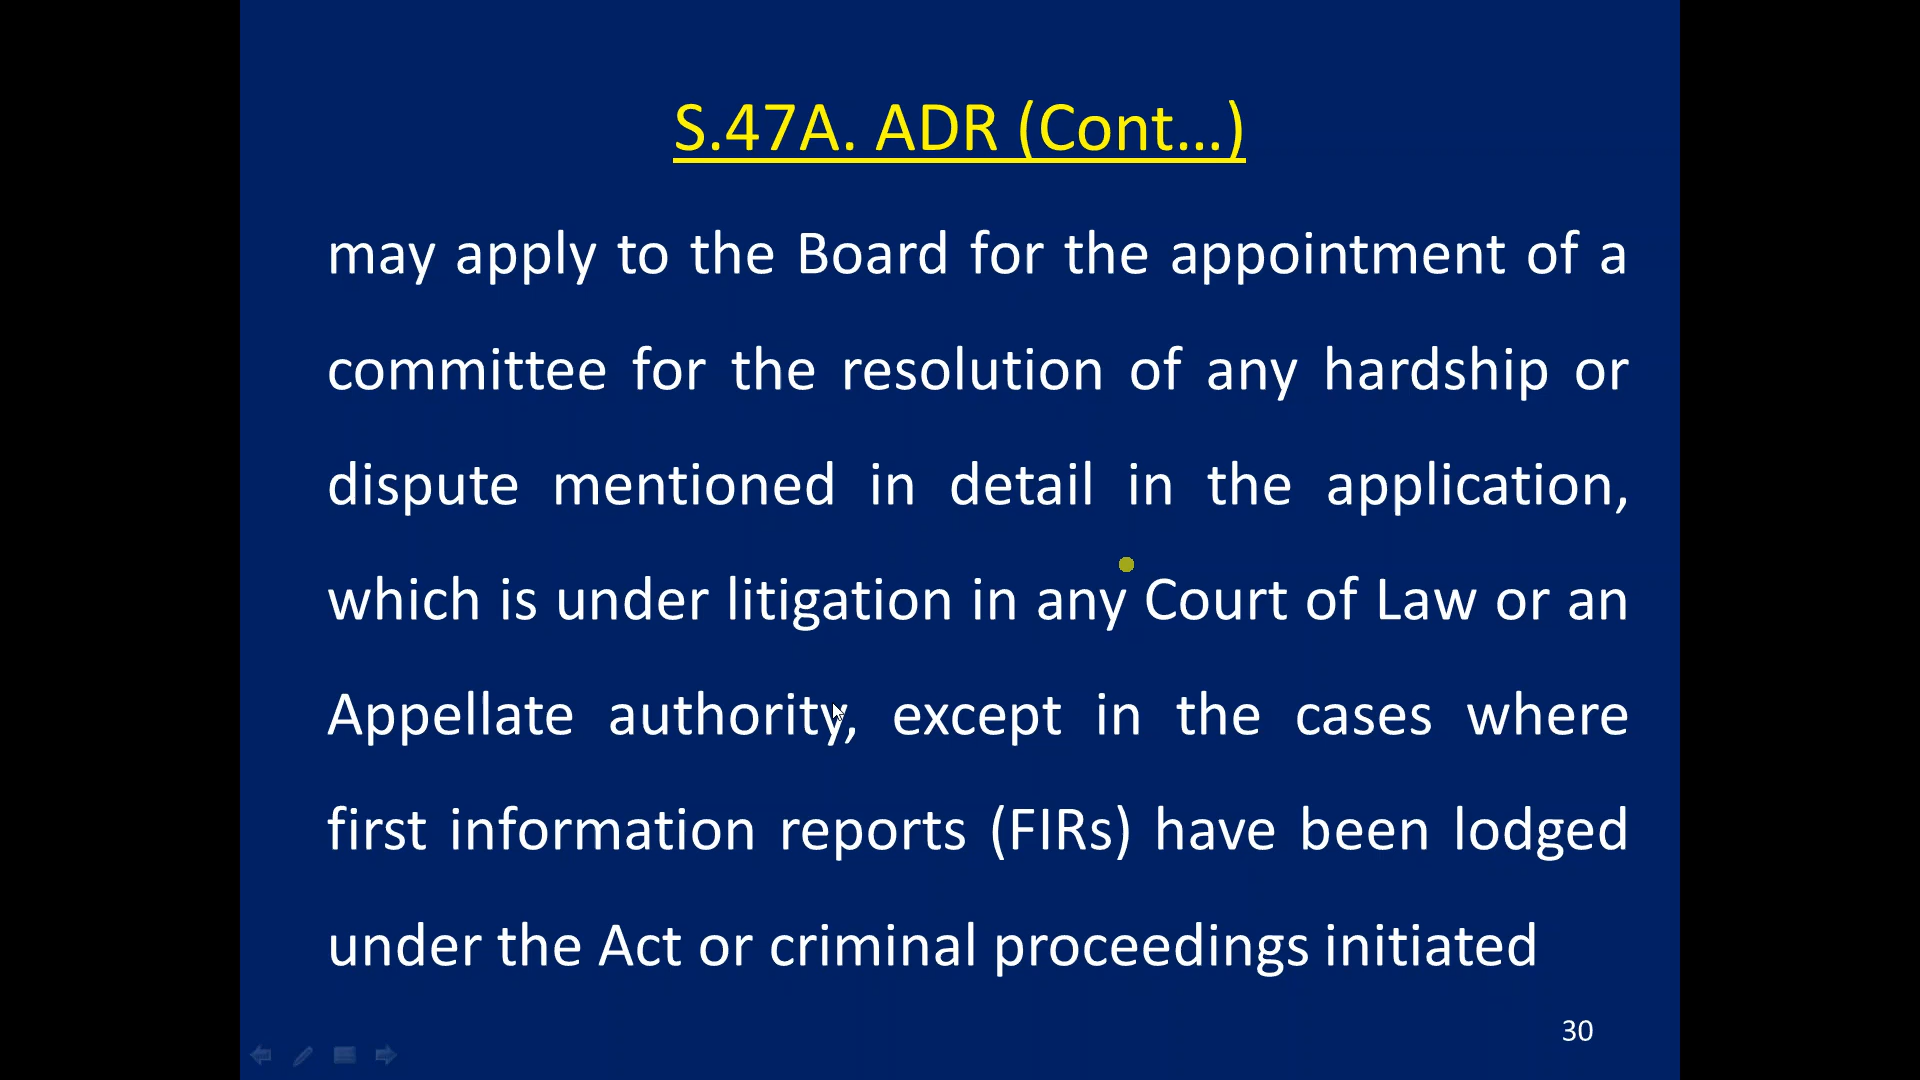 S.47A. ADR (Cont…)
may apply to the Board for the appointment of a
committee for the resolution of any hardship or
dispute mentioned in detail in the application,
which is under litigation in any Court of Law or an
Appellate authority, except in the cases where
first information reports (FIRs) have been lodged
under the Act or criminal proceedings initiated
30